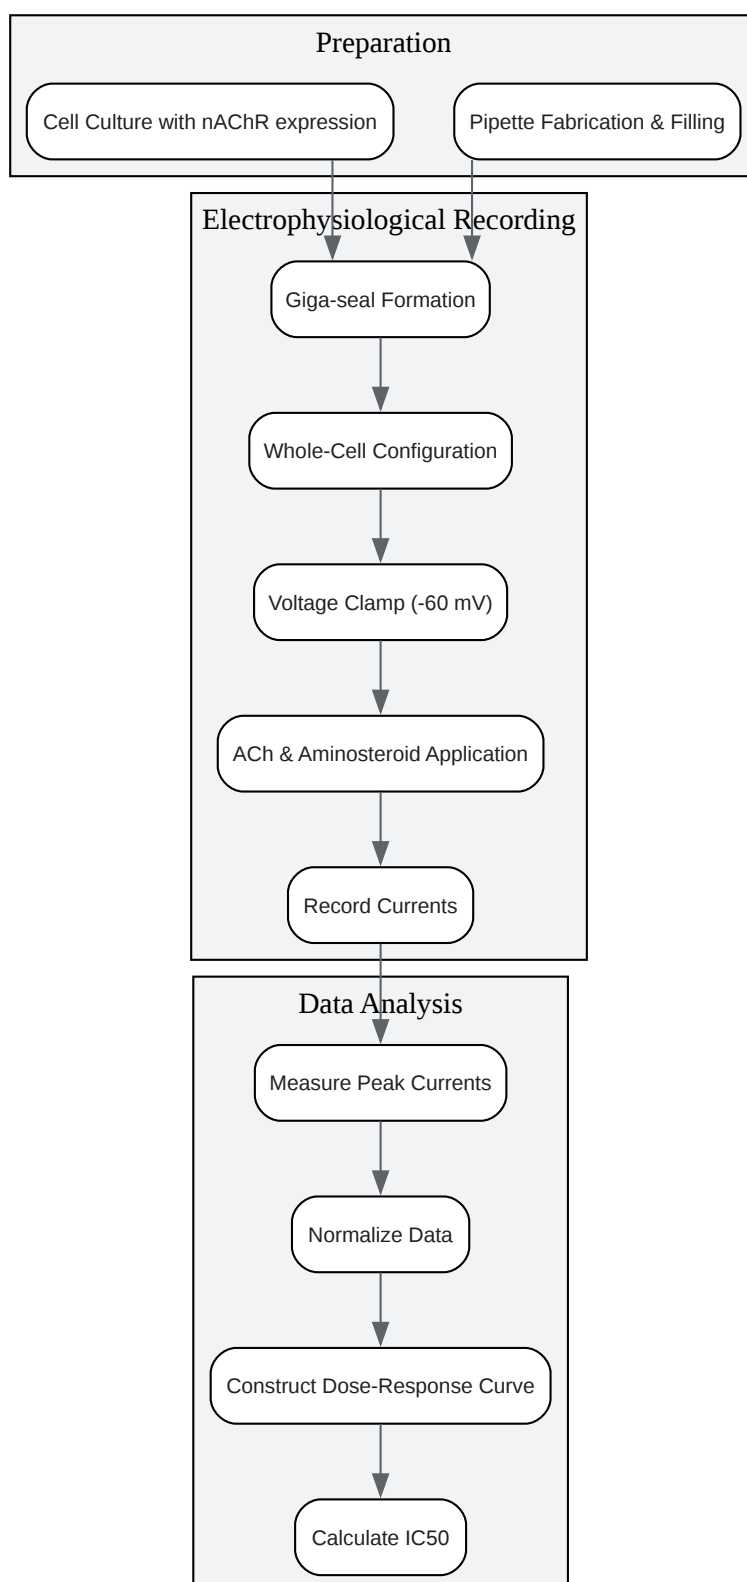 Preparation
Cell Culture with nAChR expression
Pipette Fabrication & Filling
Electrophysiological Recording
Giga-seal Formation
Whole-Cell Configuration
Voltage Clamp (-60 mV)
ACh & Aminosteroid Application
Record Currents
Data Analysis
Measure Peak Currents
Normalize Data
Construct Dose-Response Curve
Calculate IC50